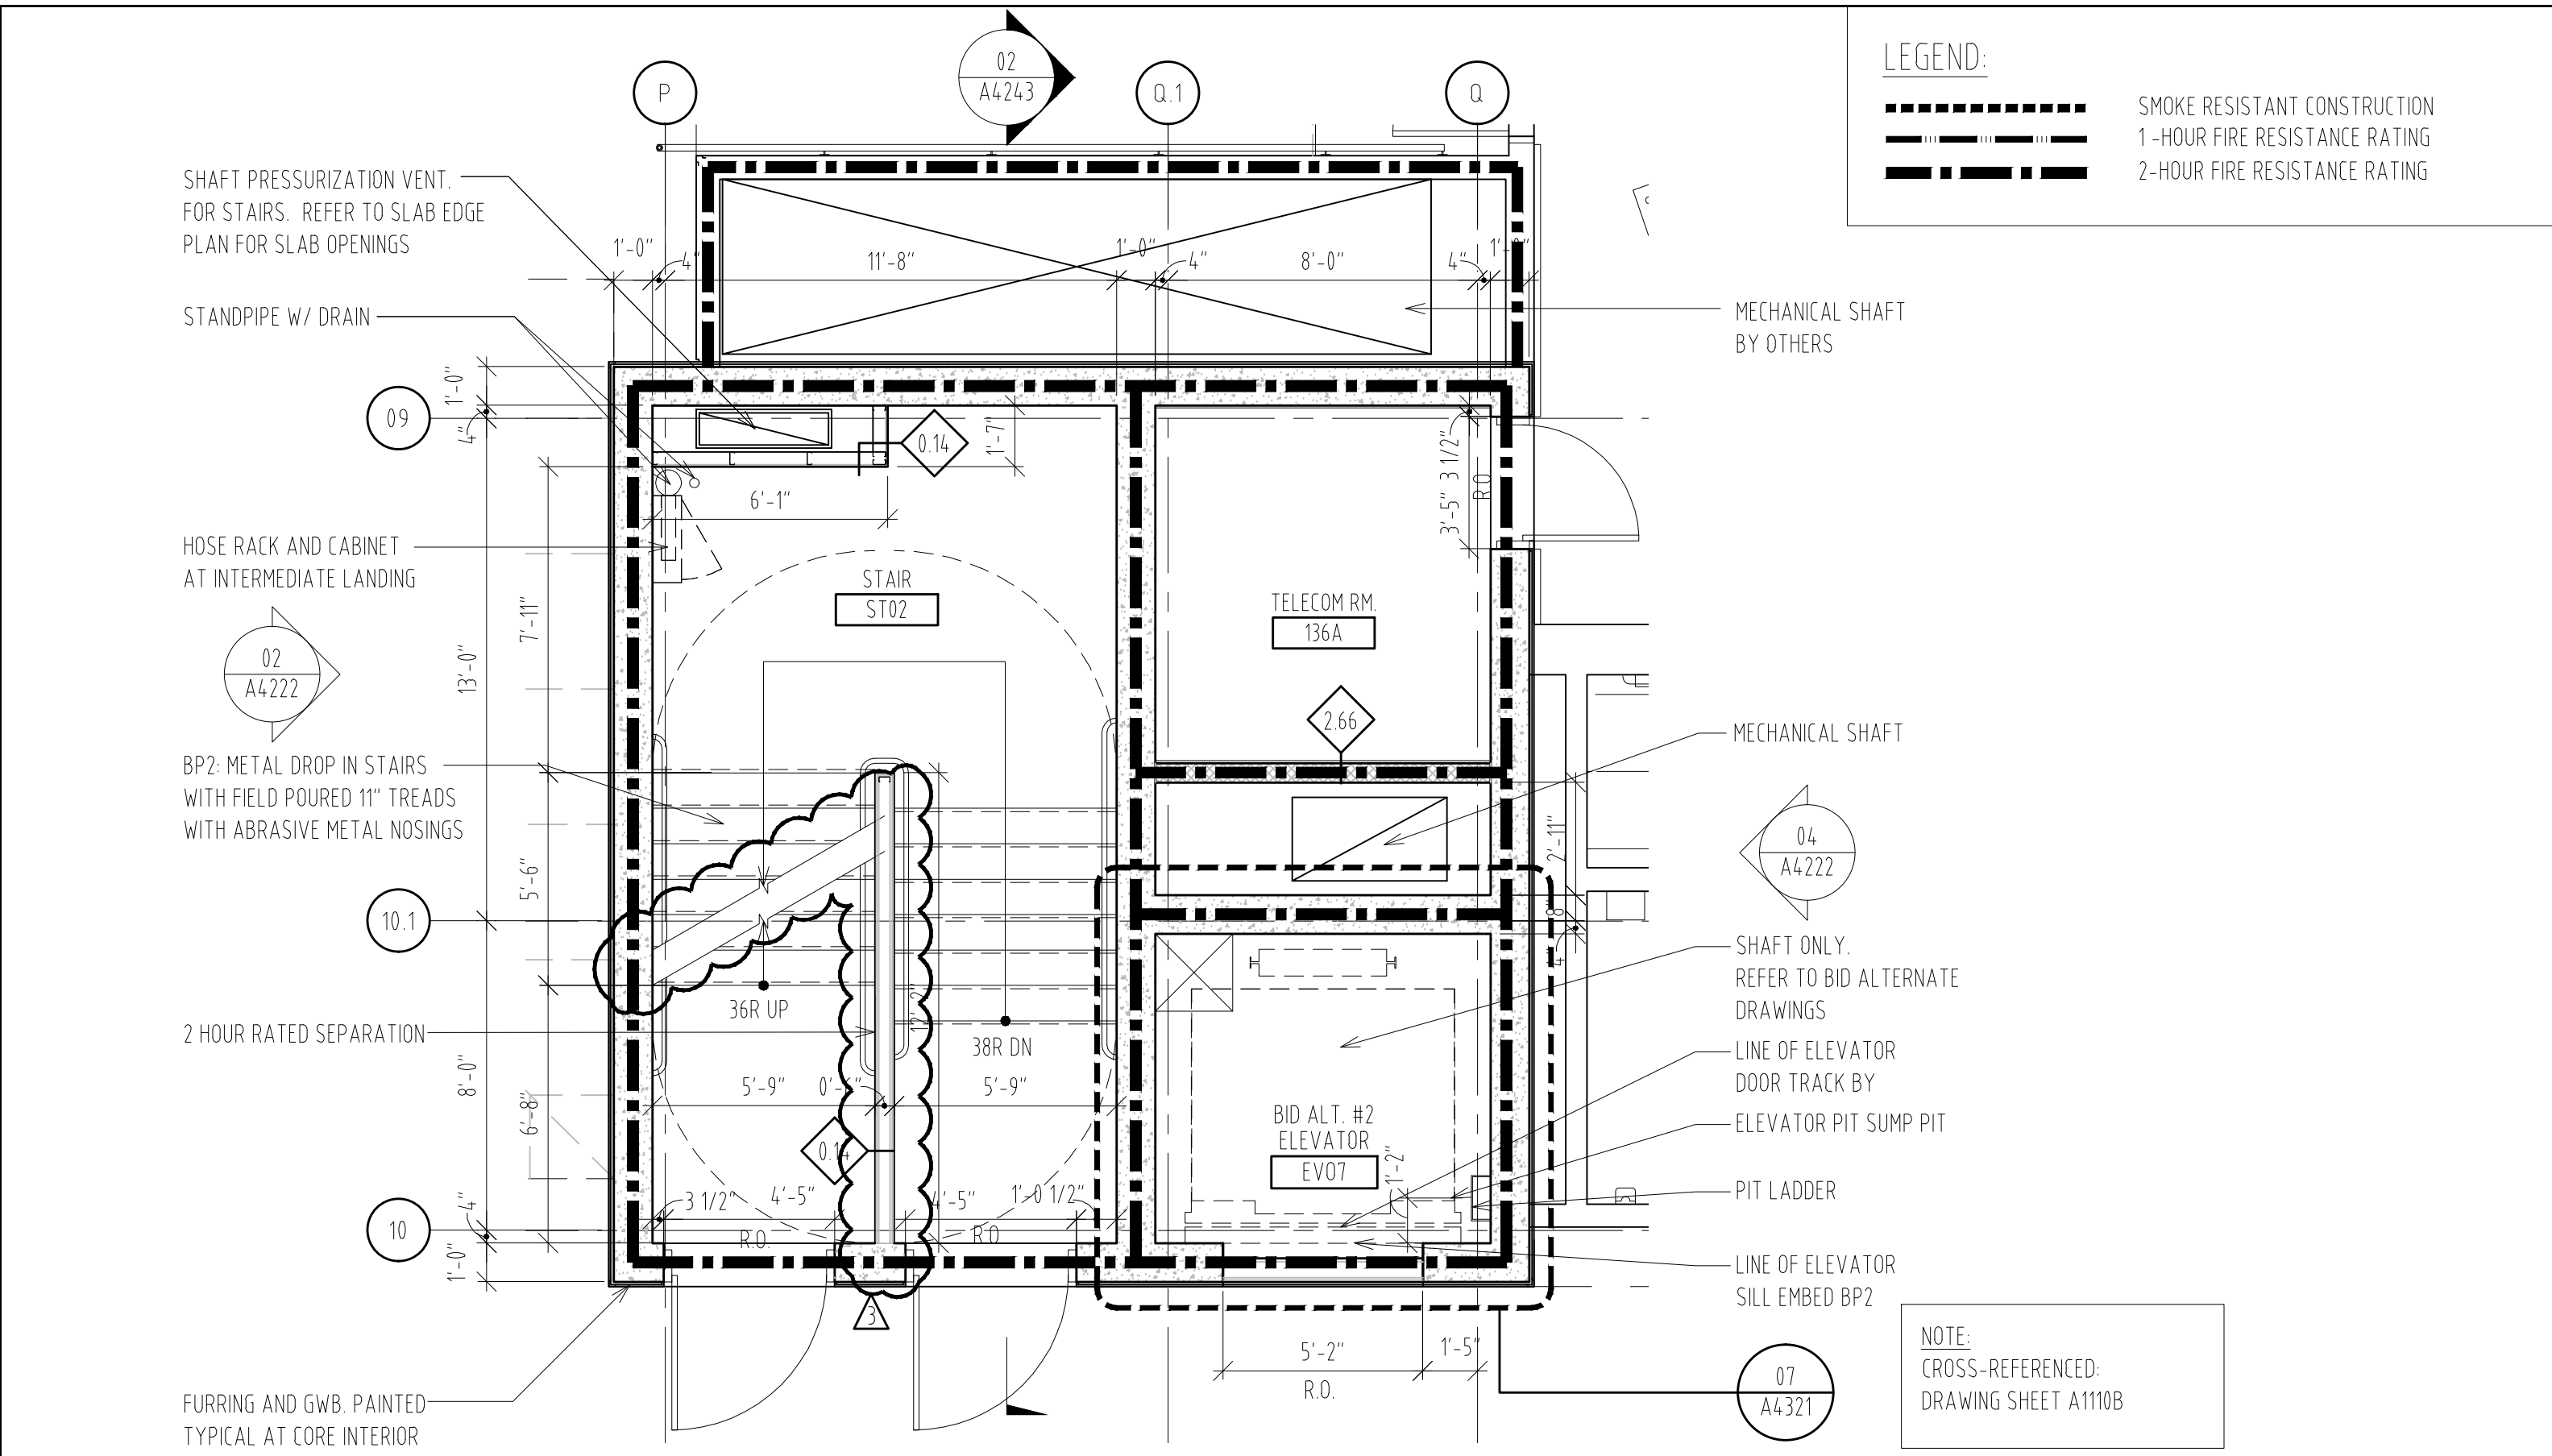 LEGEND:
SMOKE RESISTANT CONSTRUCTION
1-HOUR FIRE RESISTANCE RATING
2-HOUR FIRE RESISTANCE RATING
02
A4243
P
Q.1
Q
SHAFT PRESSURIZATION VENT.
FOR STAIRS. REFER TO SLAB EDGE
PLAN FOR SLAB OPENINGS
STANDPIPE W/ DRAIN
HOSE RACK AND CABINET
AT INTERMEDIATE LANDING
02
A4222
BP2: METAL DROP IN STAIRS
WITH FIELD POURED 11" TREADS
WITH ABRASIVE METAL NOSINGS
2 HOUR RATED SEPARATION
FURRING AND GWB. PAINTED
TYPICAL AT CORE INTERIOR
09
10.1
10
1'-0"
4"
13'-0"
8'-0"
4"
1'-0"
7'-11"
5'-6"
6'-8"
1'-0"
4"
11'-8"
1'-0"
4"
8'-0"
4"
1'-0"
0.14
1'-7"
6'-1"
STAIR
ST02
36R UP
38R DN
12'-2"
5'-9"
0'-6"
5'-9"
0.14
3 1/2"
4'-5"
4'-5"
1'-0 1/2"
R.O.
R.O
3
3 1/2"
3'-5"
R.O
TELECOM RM.
136A
2.66
2'-11"
8"
4"
BID ALT. #2
ELEVATOR
EV07
1'-2"
5'-2"
R.O.
1'-5"
MECHANICAL SHAFT
BY OTHERS
MECHANICAL SHAFT
04
A4222
SHAFT ONLY.
REFER TO BID ALTERNATE
DRAWINGS
LINE OF ELEVATOR
DOOR TRACK BY
ELEVATOR PIT SUMP PIT
PIT LADDER
LINE OF ELEVATOR
SILL EMBED BP2
07
A4321
NOTE:
CROSS-REFERENCED:
DRAWING SHEET A1110B